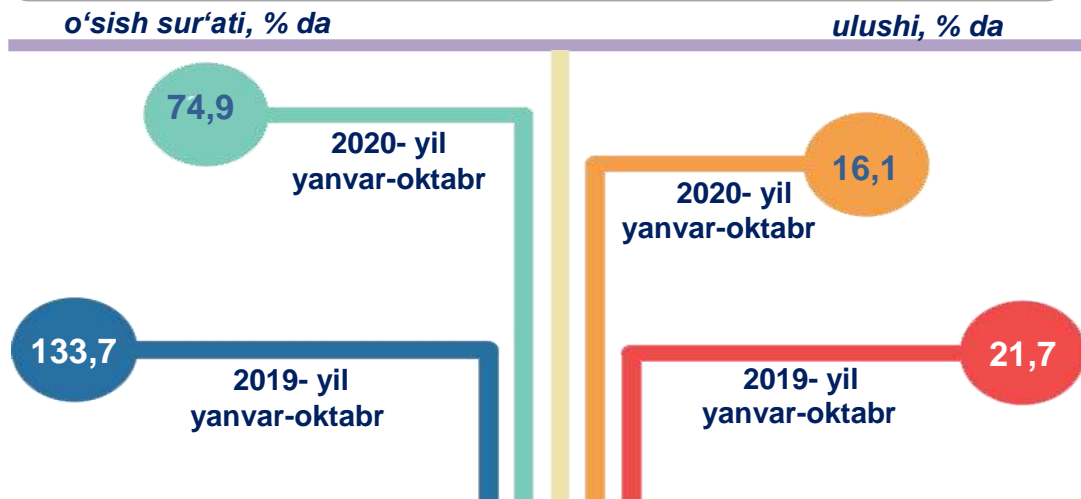 o‘sish sur‘ati, % da
ulushi, % da
74,9
2020- yil
yanvar-oktabr
16,1
2020- yil
yanvar-oktabr
133,7
2019- yil
yanvar-oktabr
21,7
2019- yil
yanvar-oktabr